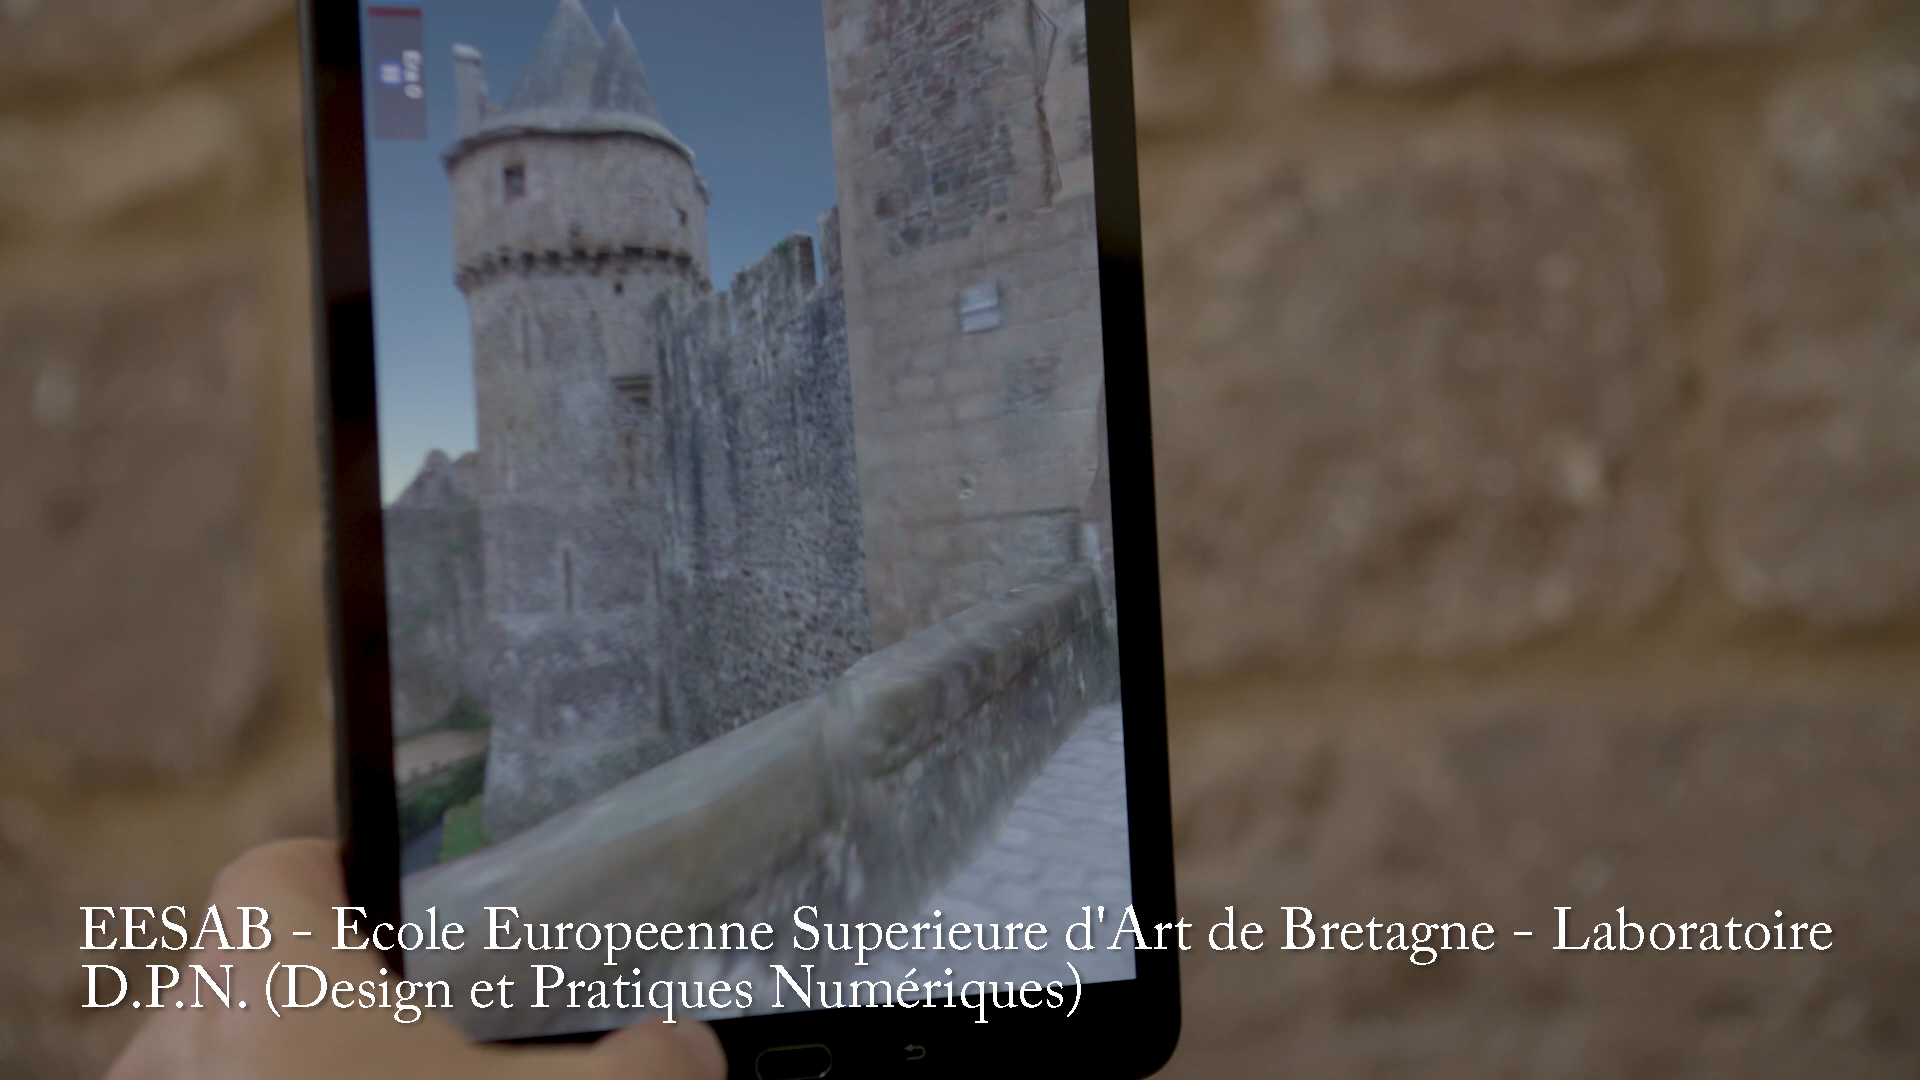 EESAB - Ecole Europeenne Superieure d'Art de Bretagne - Laboratoire
D.P.N. (Design et Pratiques Numériques)